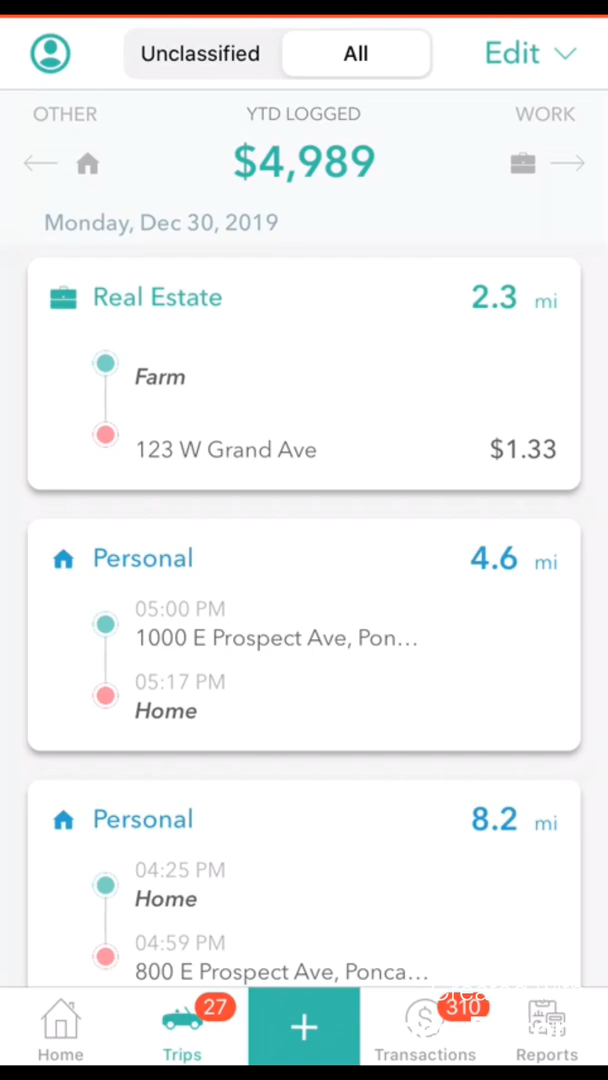 Unclassified All Edit
OTHER YTD LOGGED WORK
$4,989
Monday, Dec 30, 2019
Real Estate 2.3 mi
Farm
123 W Grand Ave $1.33
Personal 4.6 mi
05:00 PM
1000 E Prospect Ave, Pon...
05:17 PM
Home
Personal 8.2 mi
04:25 PM
Home
04:59 PM
800 E Prospect Ave, Ponca...
27 310
Home Trips Transactions Reports